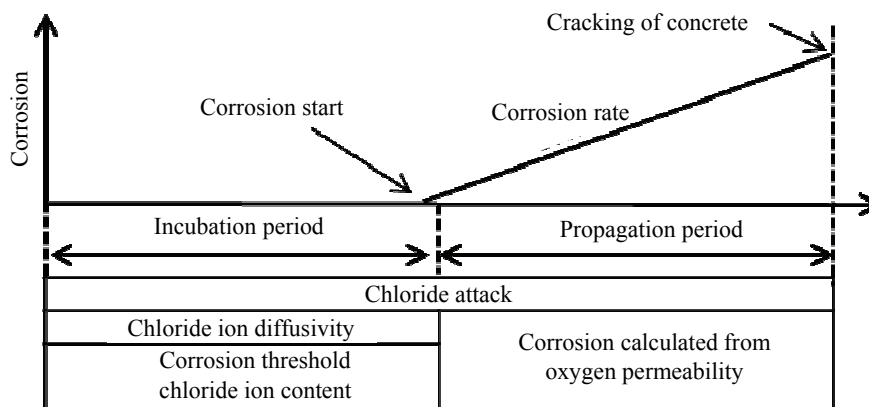 Cracking of concrete
Corrosion
Corrosion start
Corrosion rate
Incubation period
Propagation period
Chloride attack
Chloride ion diffusivity
Corrosion threshold
chloride ion content
Corrosion calculated from
oxygen permeability